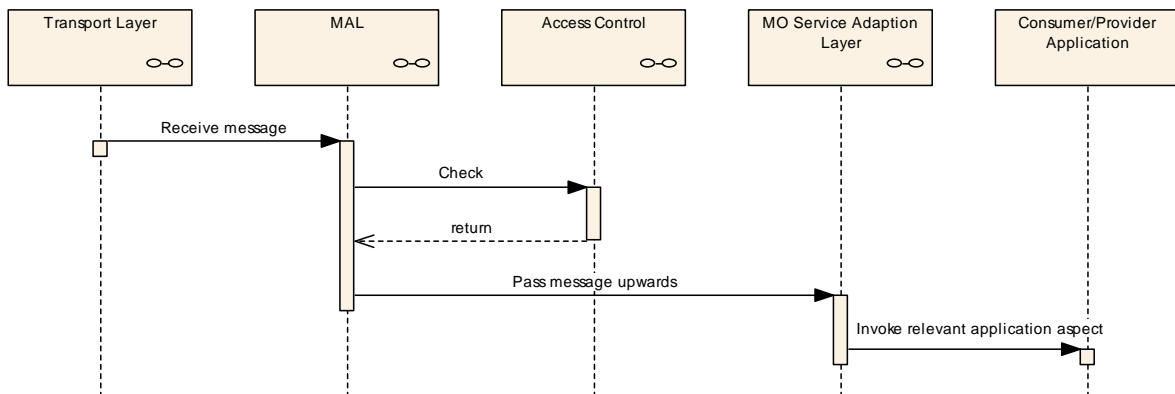 Transport Layer
MAL
Access Control
MO Service Adaption
Layer
Consumer/Provider
Application
Receive message
Check
return
Pass message upwards
Invoke relevant application aspect